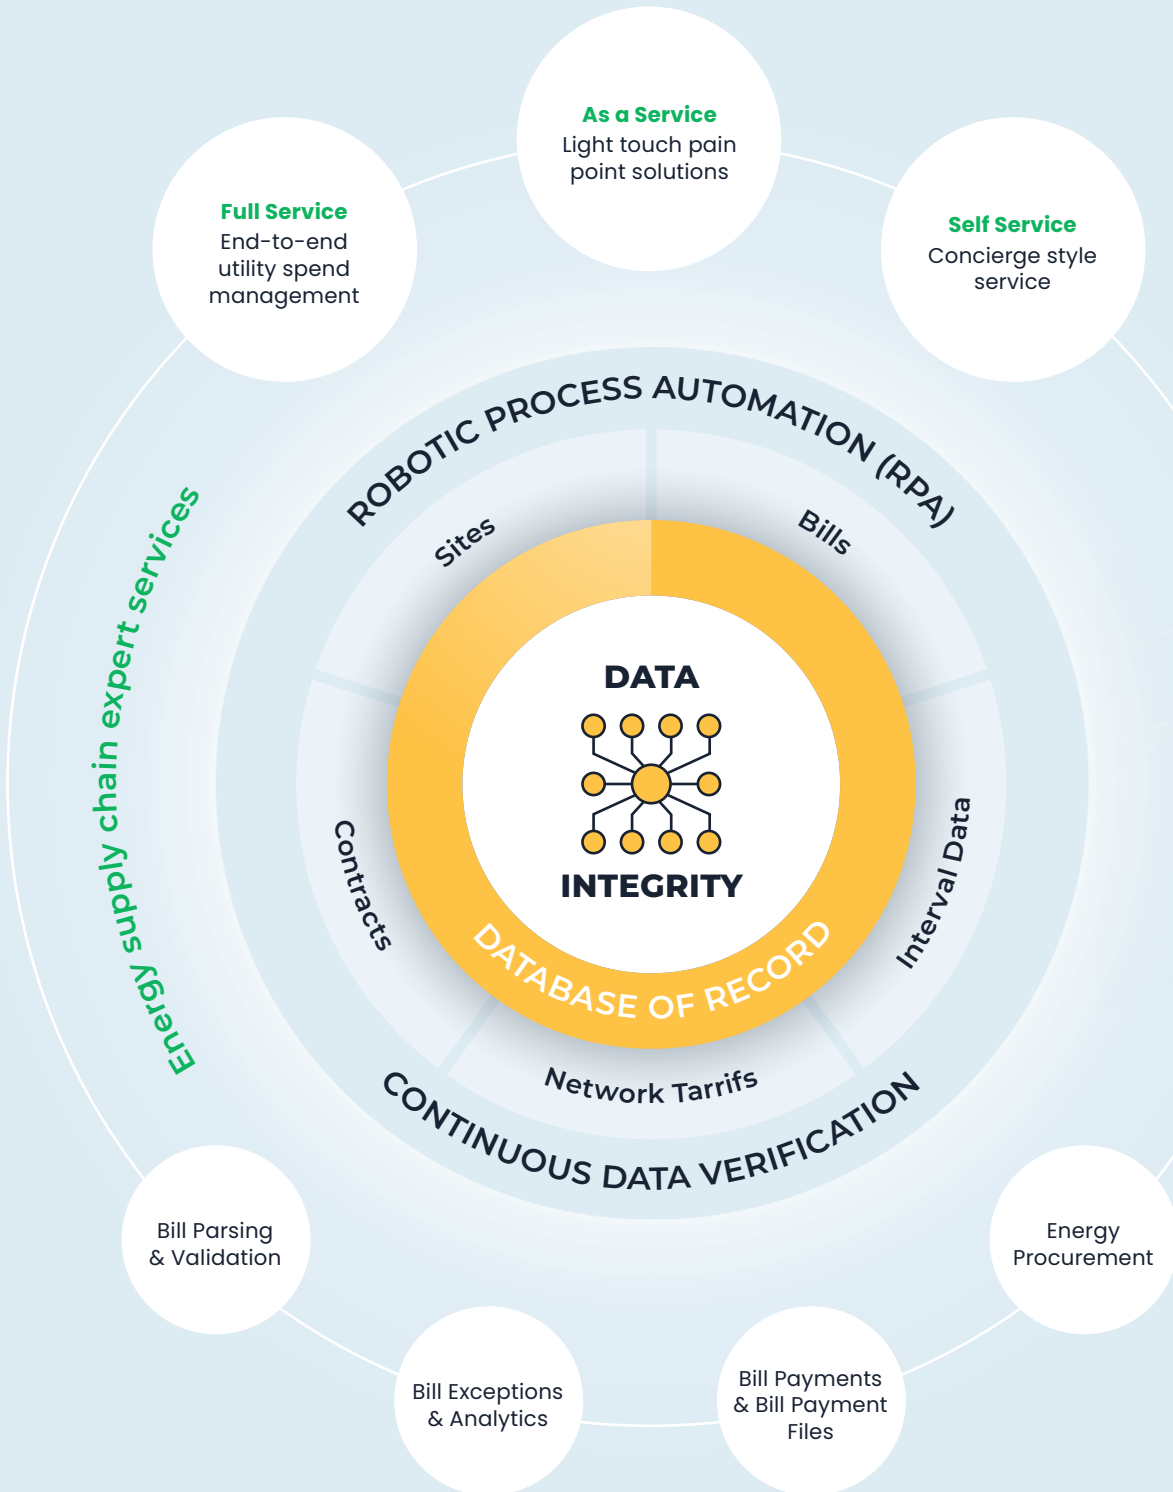 As a Service
Light touch pain
point solutions
Full Service
End-to-end
utility spend
management
Self Service
Concierge style
service
ROBOTIC PROCESS AUTOMATION (RPA)
Sites
Bills
Energy supply chain expert services
DATA
INTEGRITY
Contracts
Interval Data
DATABASE OF RECORD
Network Tarrifs
CONTINUOUS DATA VERIFICATION
Bill Parsing
& Validation
Energy
Procurement
Bill Exceptions
& Analytics
Bill Payments
& Bill Payment
Files